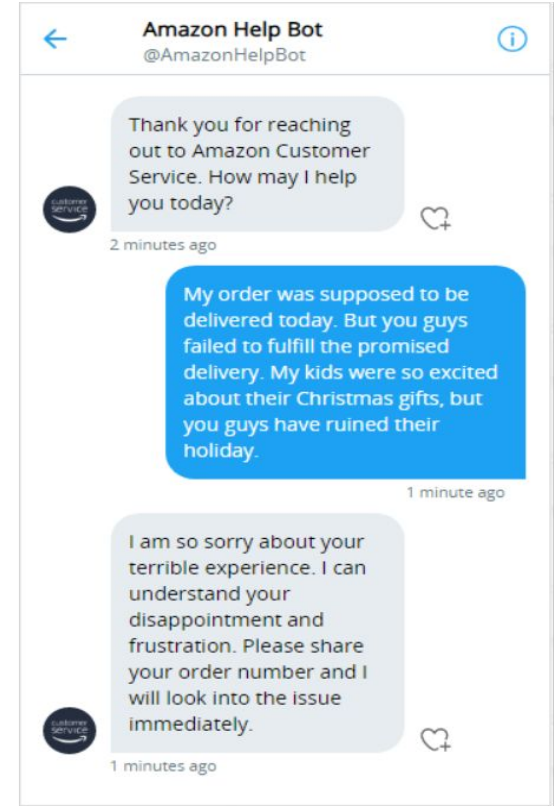 Amazon Help Bot
@AmazonHelpBot
Thank you for reaching
out to Amazon Customer
Service. How may I help
you today?
customer
service
2 minutes ago
My order was supposed to be
delivered today. But you guys
failed to fulfill the promised
delivery. My kids were so excited
about their Christmas gifts, but
you guys have ruined their
holiday.
1 minute ago
I am so sorry about your
terrible experience. I can
understand your
disappointment and
frustration. Please share
your order number and I
will look into the issue
immediately.
customer
service
1 minutes ago